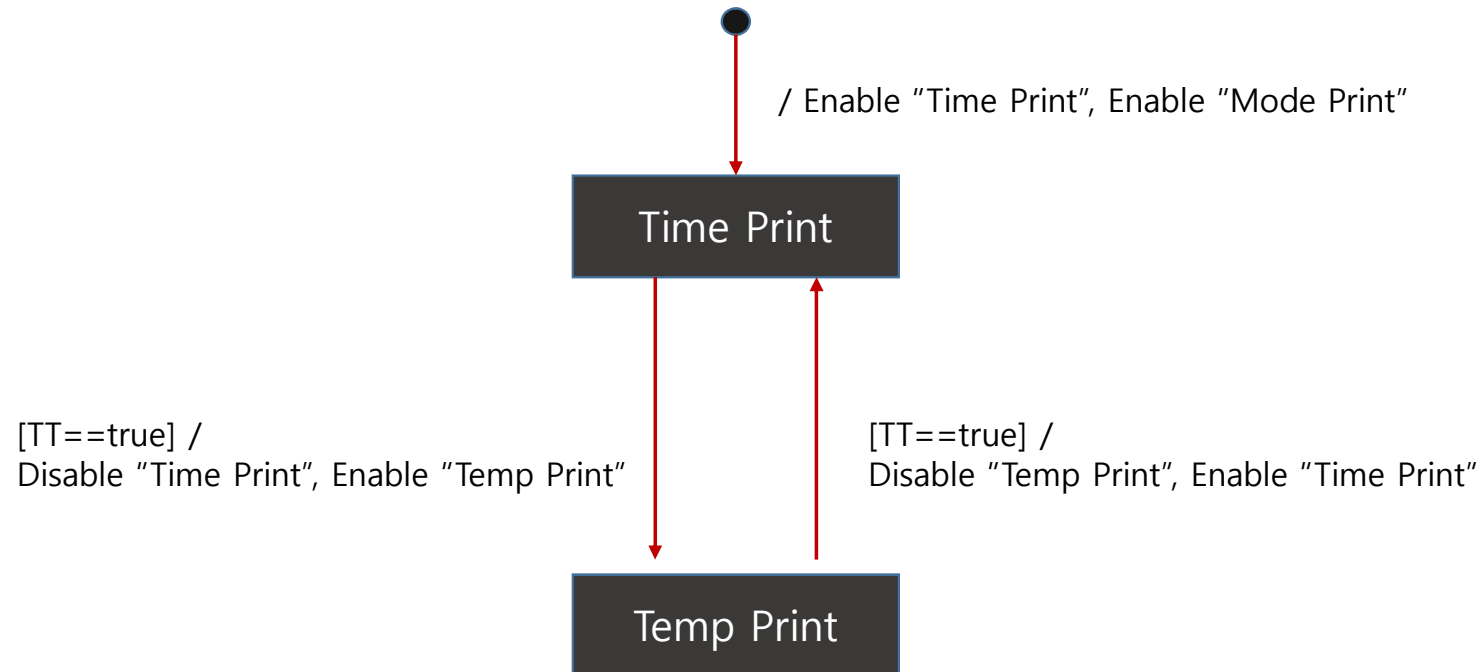 / Enable "Time Print", Enable "Mode Print"
Time Print
[TT==true] /
Disable "Time Print", Enable "Temp Print"
[TT==true] /
Disable "Temp Print", Enable "Time Print"
Temp Print